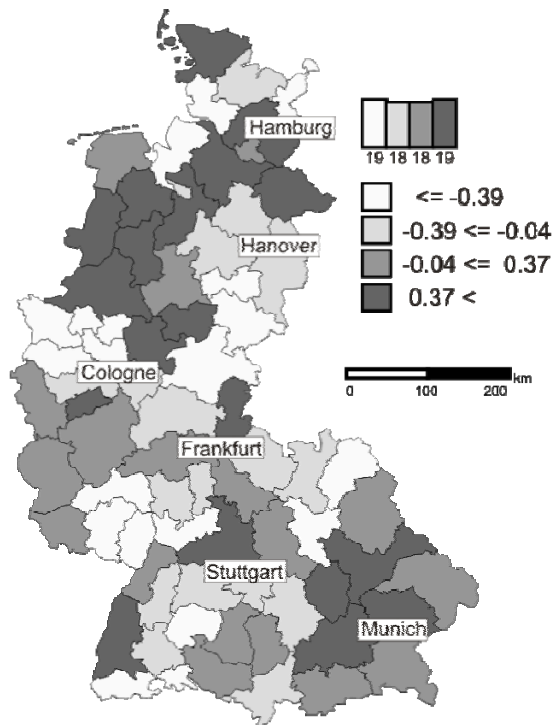 Hamburg
19 18 18 19
<= -0.39
Hanover
-0.39 <= -0.04
-0.04 <= 0.37
0.37 <
Cologne
0 100 200 km
Frankfurt
Stuttgart
Munich